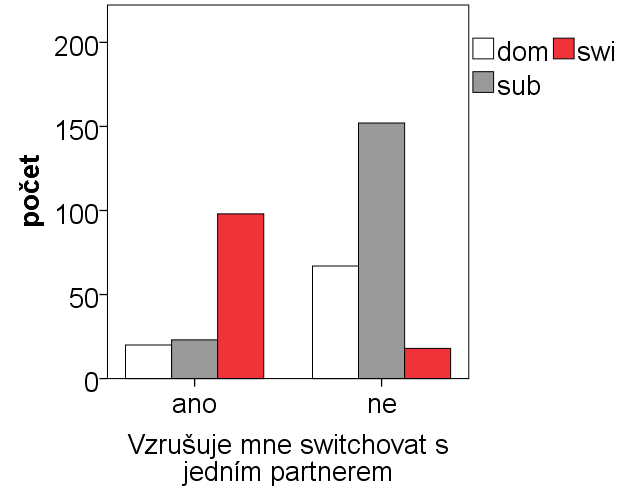 200
150
100
50
0
počet
ano ne
Vzrušuje mne switchovat s
jedním partnerem
dom swi
sub